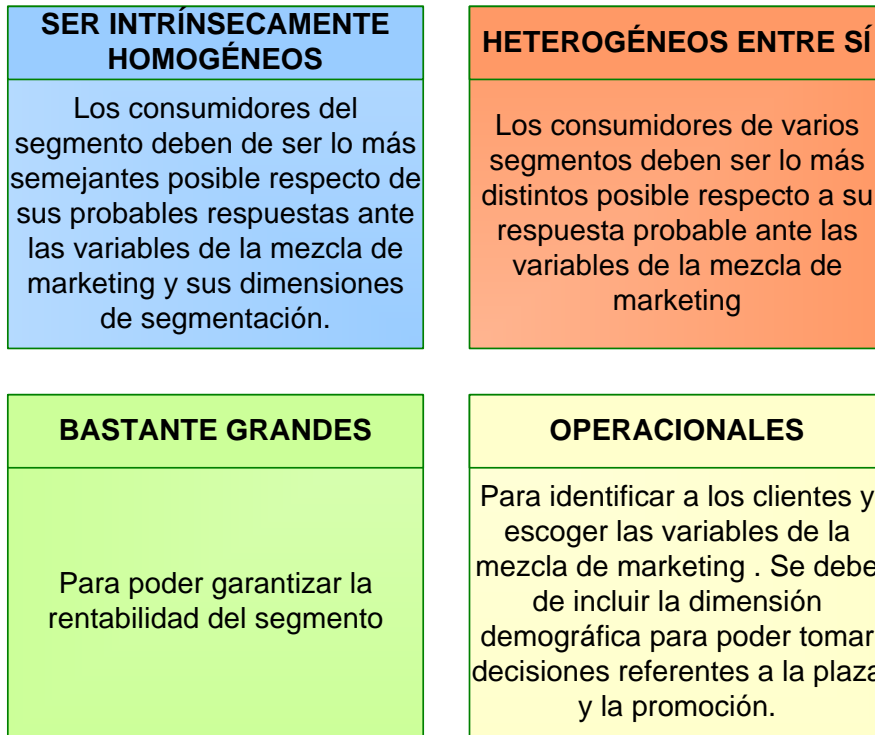 SER INTRÍNSECAMENTE
HOMOGÉNEOS
Los consumidores del
segmento deben de ser lo más
semejantes posible respecto de
sus probables respuestas ante
las variables de la mezcla de
marketing y sus dimensiones
de segmentación.
HETEROGÉNEOS ENTRE SÍ
Los consumidores de varios
segmentos deben ser lo más
distintos posible respecto a su
respuesta probable ante las
variables de la mezcla de
marketing
BASTANTE GRANDES
Para poder garantizar la
rentabilidad del segmento
OPERACIONALES
Para identificar a los clientes y
escoger las variables de la
mezcla de marketing . Se debe
de incluir la dimensión
demográfica para poder tomar
decisiones referentes a la plaza
y la promoción.